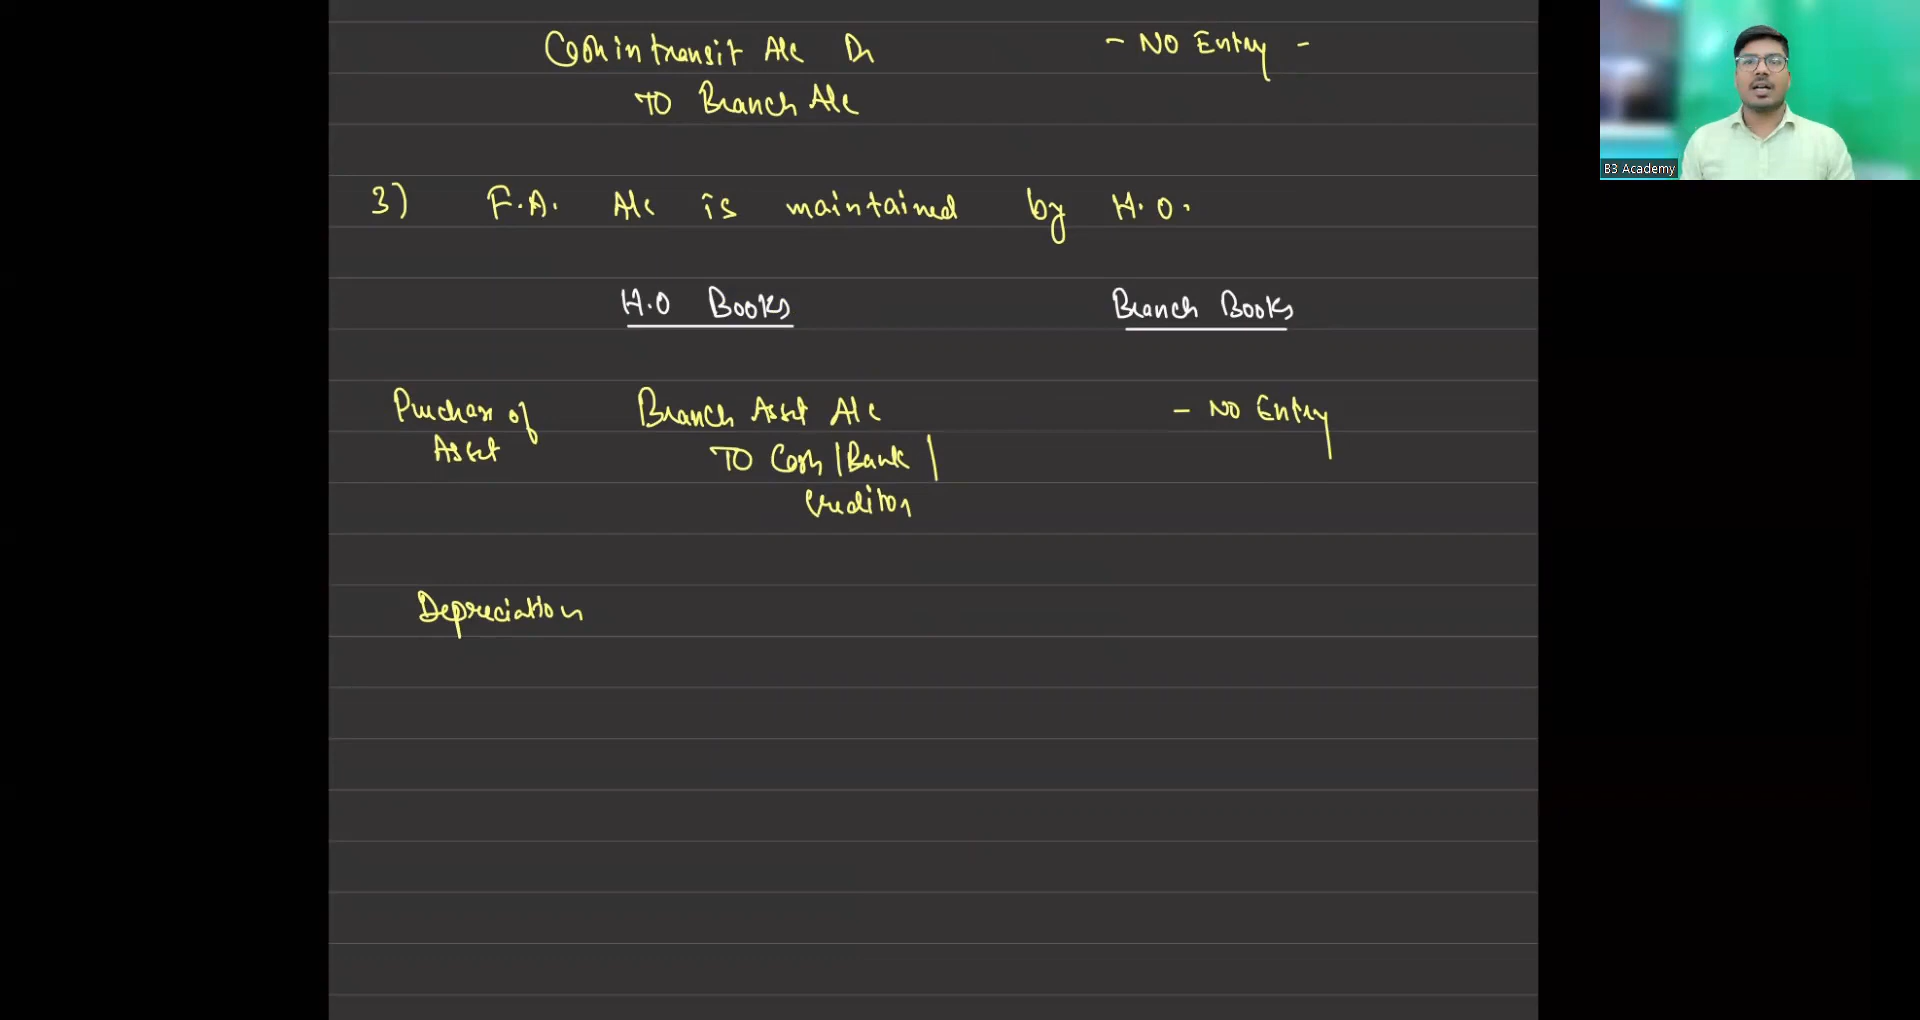 Cash in transit A/c Dr - NO Entry -
TO Branch A/c
B3 Academy
3) F.A. A/c is maintained by H.O.
H.O Books Branch Books
Purchase of Branch Asset A/c - NO Entry
Asset TO Cash | Bank |
Creditor
Depreciation